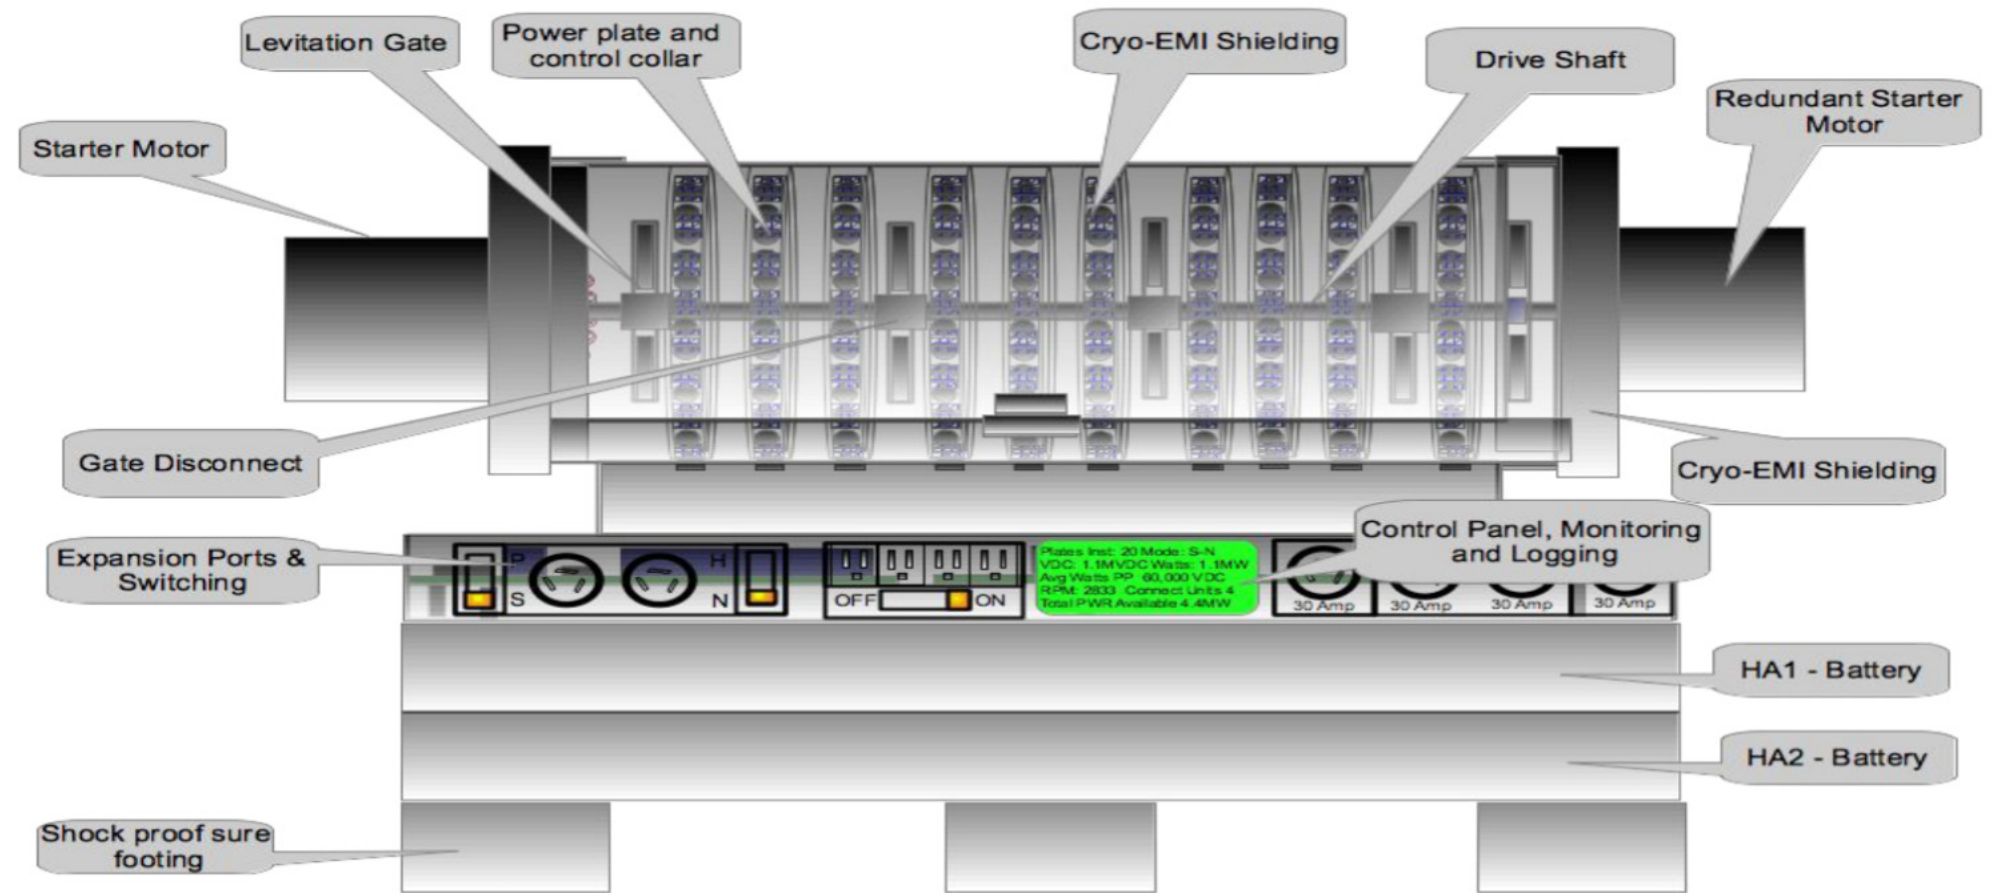 Levitation Gate
Power plate and
control collar
Cryo-EMI Shielding
Drive Shaft
Redundant Starter
Motor
Starter Motor
Gate Disconnect
Cryo-EMI Shielding
Expansion Ports &
Switching
Control Panel, Monitoring
and Logging
P
S
H
N
OFF
ON
Plates Inst: 20 Mode: S-N
VDC: 1.1MVDC Watts: 1.1MW
Avg Watts PP 60,000 VDC
RPM: 2833 Connect Units 4
Total PWR Available 4.4MW
30 Amp
30 Amp
30 Amp
30 Amp
HA1 - Battery
HA2 - Battery
Shock proof sure
footing